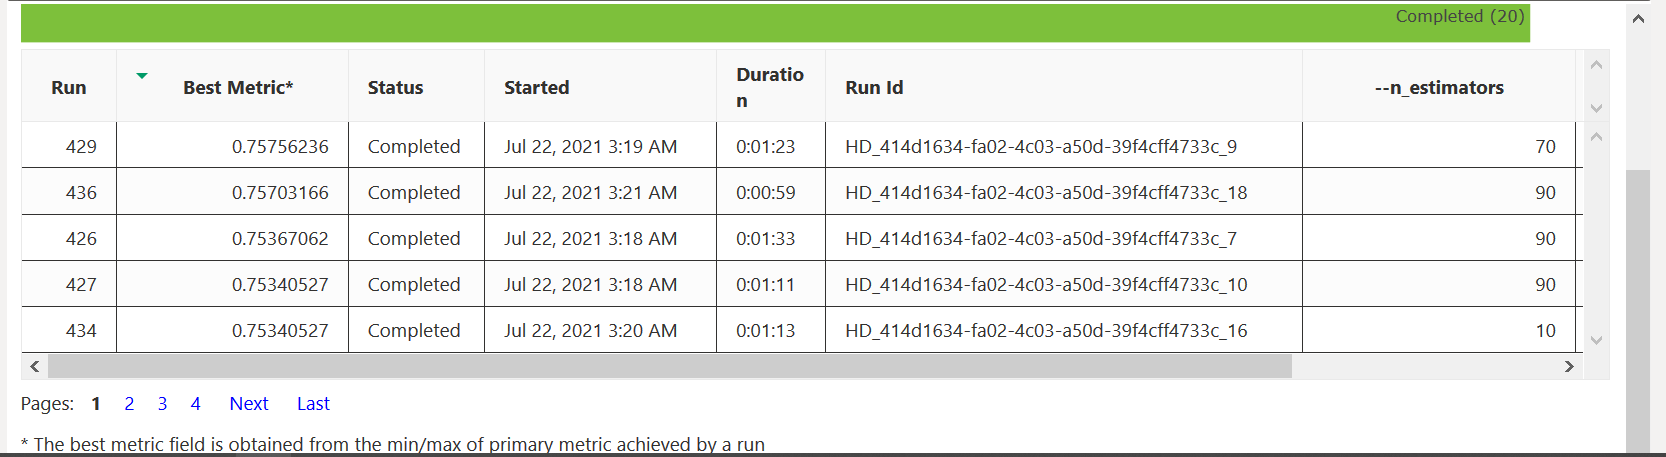 Completed (20)
Run Best Metric* Status Started Duratio n Run Id --n_estimators
429 0.75756236 Completed Jul 22, 2021 3:19 AM 0:01:23 HD_414d1634-fa02-4c03-a50d-39f4cff4733c_9 70
436 0.75703166 Completed Jul 22, 2021 3:21 AM 0:00:59 HD_414d1634-fa02-4c03-a50d-39f4cff4733c_18 90
426 0.75367062 Completed Jul 22, 2021 3:18 AM 0:01:33 HD_414d1634-fa02-4c03-a50d-39f4cff4733c_7 90
427 0.75340527 Completed Jul 22, 2021 3:18 AM 0:01:11 HD_414d1634-fa02-4c03-a50d-39f4cff4733c_10 90
434 0.75340527 Completed Jul 22, 2021 3:20 AM 0:01:13 HD_414d1634-fa02-4c03-a50d-39f4cff4733c_16 10
Pages: 1 2 3 4 Next Last
* The best metric field is obtained from the min/max of primary metric achieved by a run